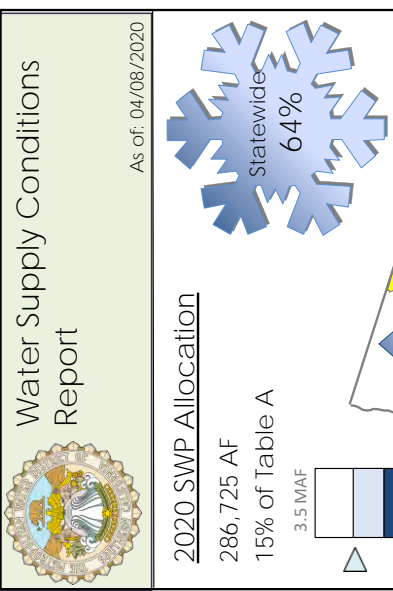 Water Supply Conditions
Report
As of: 04/08/2020
2020 SWP Allocation
286,725 AF
15% of Table A
3.5 MAF
Statewide
64%